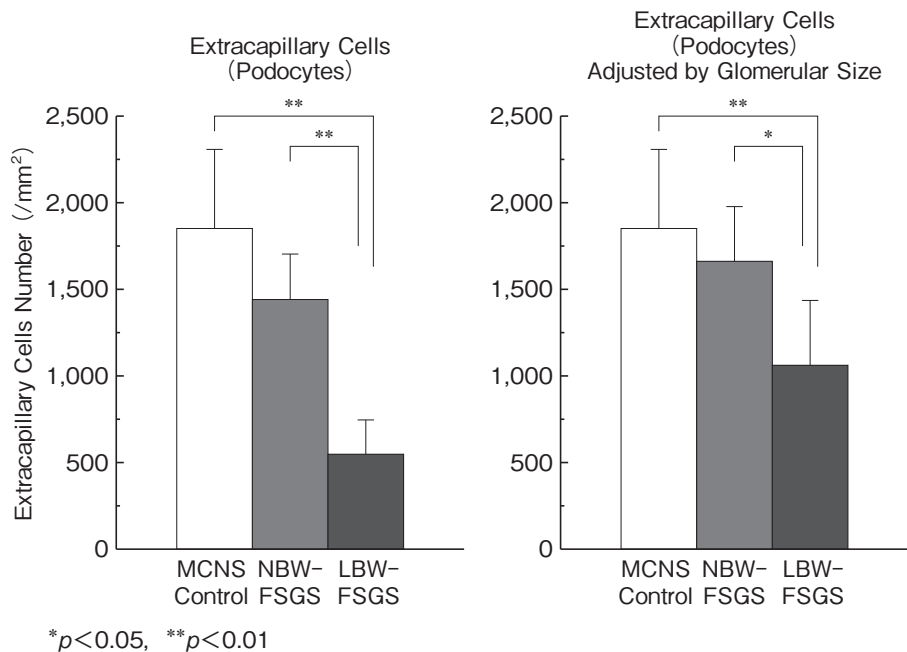 Extracapillary Cells
(Podocytes)
Extracapillary Cells
(Podocytes)
Adjusted by Glomerular Size
Extracapillary Cells Number (/mm²)
2,500
2,000
1,500
1,000
500
0
**
**
MCNS Control
NBW–FSGS
LBW–FSGS
2,500
2,000
1,500
1,000
500
0
**
*
MCNS Control
NBW–FSGS
LBW–FSGS
*p<0.05, **p<0.01